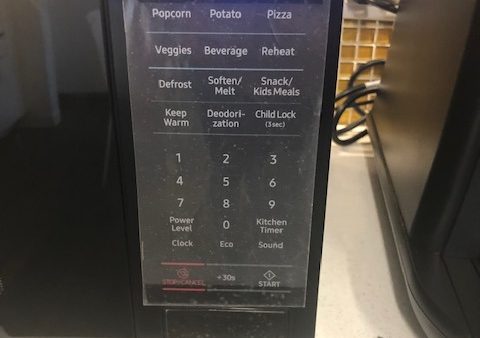 Popcorn Potato Pizza
Veggies Beverage Reheat
Defrost Soften/ Melt Snack/ Kids Meals
Keep Warm Deodori- zation Child Lock (3 sec)
1 2 3
4 5 6
7 8 9
Power Level 0 Kitchen Timer
Clock Eco Sound
STOP/CANCEL +30s START